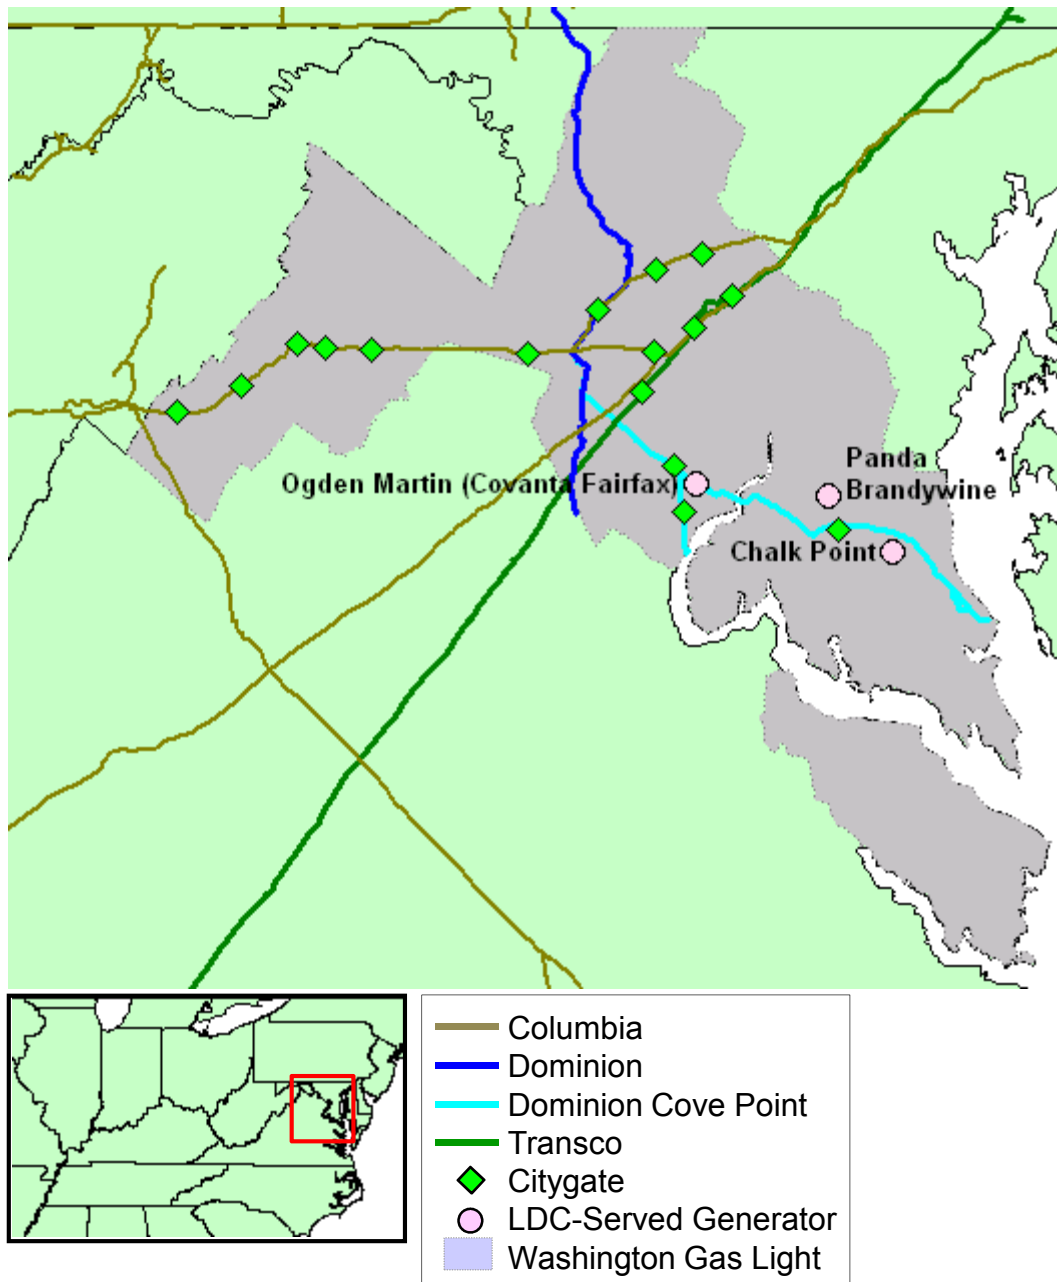 Panda
Brandywine
Ogden Martin (Covanta Fairfax)
Chalk Point
Columbia
Dominion
Dominion Cove Point
Transco
Citygate
LDC-Served Generator
Washington Gas Light